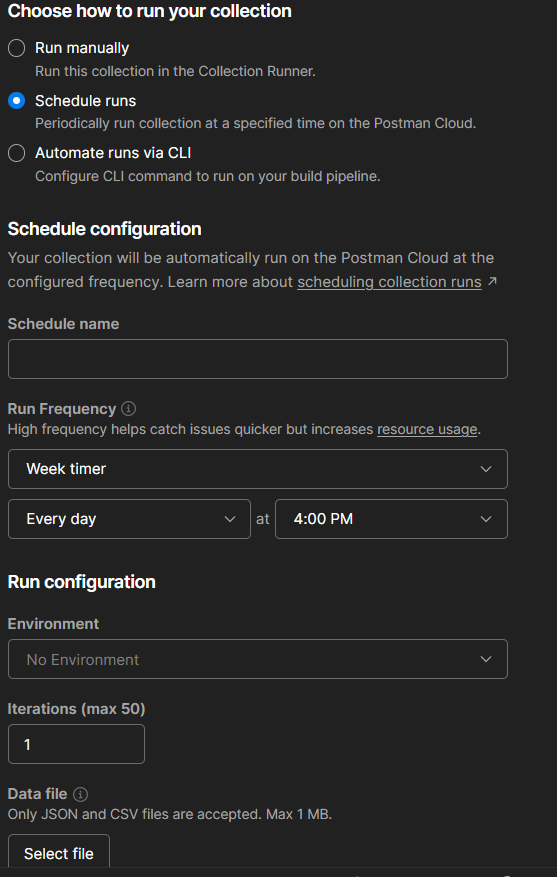 Choose how to run your collection
Run manually
Run this collection in the Collection Runner.
Schedule runs
Periodically run collection at a specified time on the Postman Cloud.
Automate runs via CLI
Configure CLI command to run on your build pipeline.
Schedule configuration
Your collection will be automatically run on the Postman Cloud at the
configured frequency. Learn more about scheduling collection runs ↗
Schedule name
Run Frequency
High frequency helps catch issues quicker but increases resource usage.
Week timer
Every day at 4:00 PM
Run configuration
Environment
No Environment
Iterations (max 50)
1
Data file
Only JSON and CSV files are accepted. Max 1 MB.
Select file